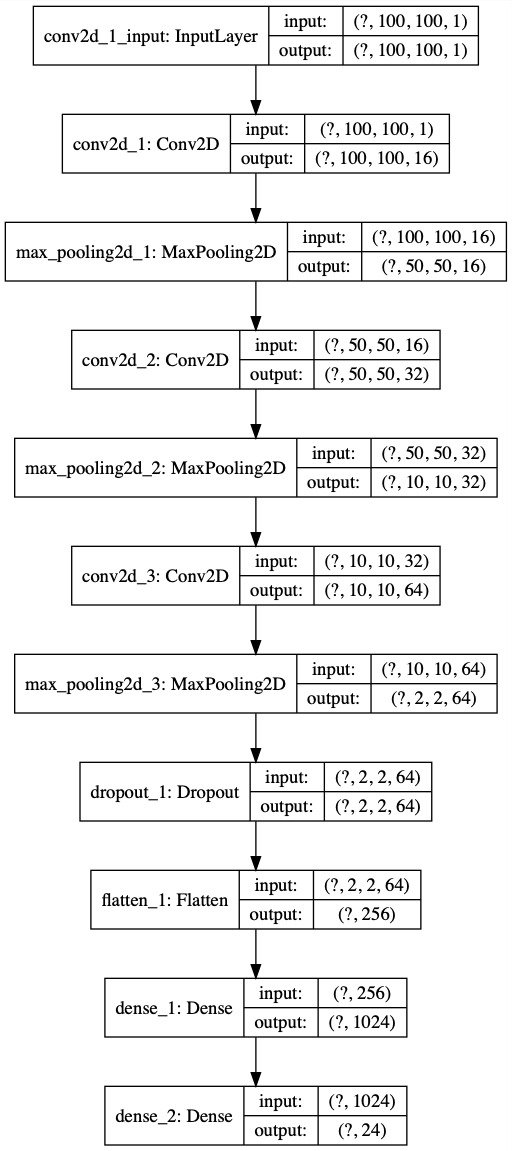 conv2d_1_input: InputLayer
input: (?, 100, 100, 1)
output: (?, 100, 100, 1)
conv2d_1: Conv2D
input: (?, 100, 100, 1)
output: (?, 100, 100, 16)
max_pooling2d_1: MaxPooling2D
input: (?, 100, 100, 16)
output: (?, 50, 50, 16)
conv2d_2: Conv2D
input: (?, 50, 50, 16)
output: (?, 50, 50, 32)
max_pooling2d_2: MaxPooling2D
input: (?, 50, 50, 32)
output: (?, 10, 10, 32)
conv2d_3: Conv2D
input: (?, 10, 10, 32)
output: (?, 10, 10, 64)
max_pooling2d_3: MaxPooling2D
input: (?, 10, 10, 64)
output: (?, 2, 2, 64)
dropout_1: Dropout
input: (?, 2, 2, 64)
output: (?, 2, 2, 64)
flatten_1: Flatten
input: (?, 2, 2, 64)
output: (?, 256)
dense_1: Dense
input: (?, 256)
output: (?, 1024)
dense_2: Dense
input: (?, 1024)
output: (?, 24)